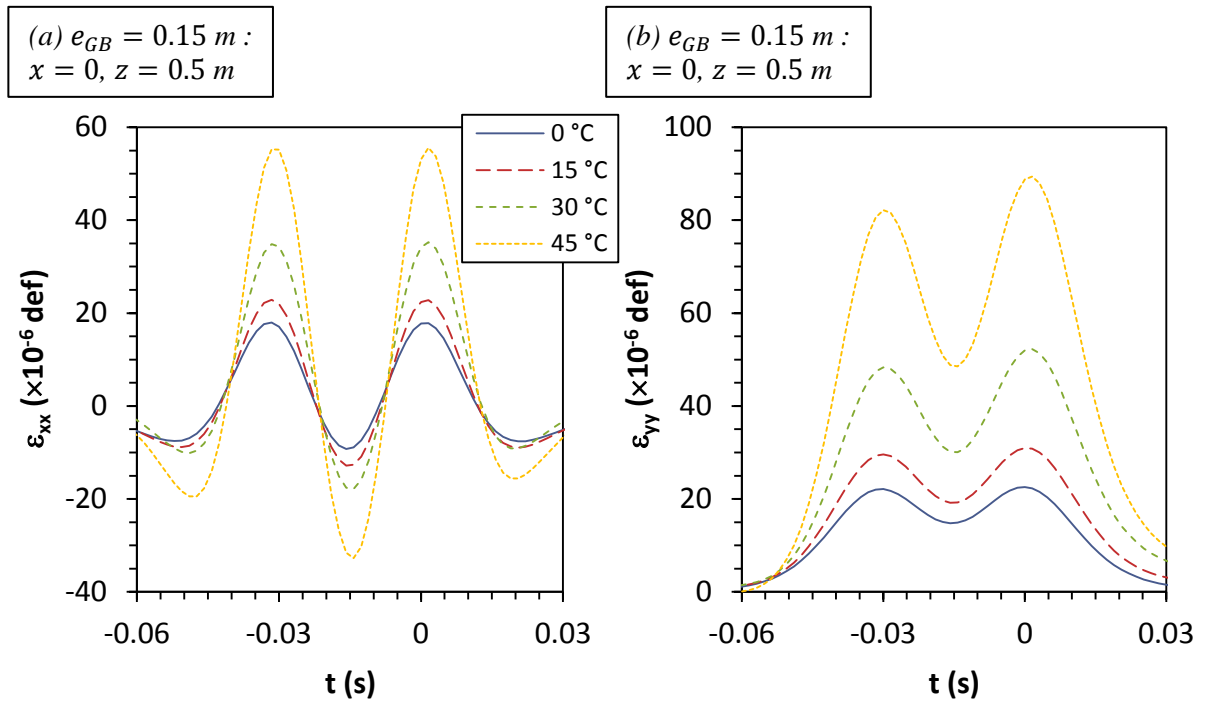 (a) e_GB = 0.15 m :
x = 0, z = 0.5 m
(b) e_GB = 0.15 m :
x = 0, z = 0.5 m
60
40
20
0
-20
-40
-0.06
-0.03
0
0.03
ε_xx (×10⁻⁶ def)
t (s)
0 °C
15 °C
30 °C
45 °C
100
80
60
40
20
0
-0.06
-0.03
0
0.03
ε_yy (×10⁻⁶ def)
t (s)